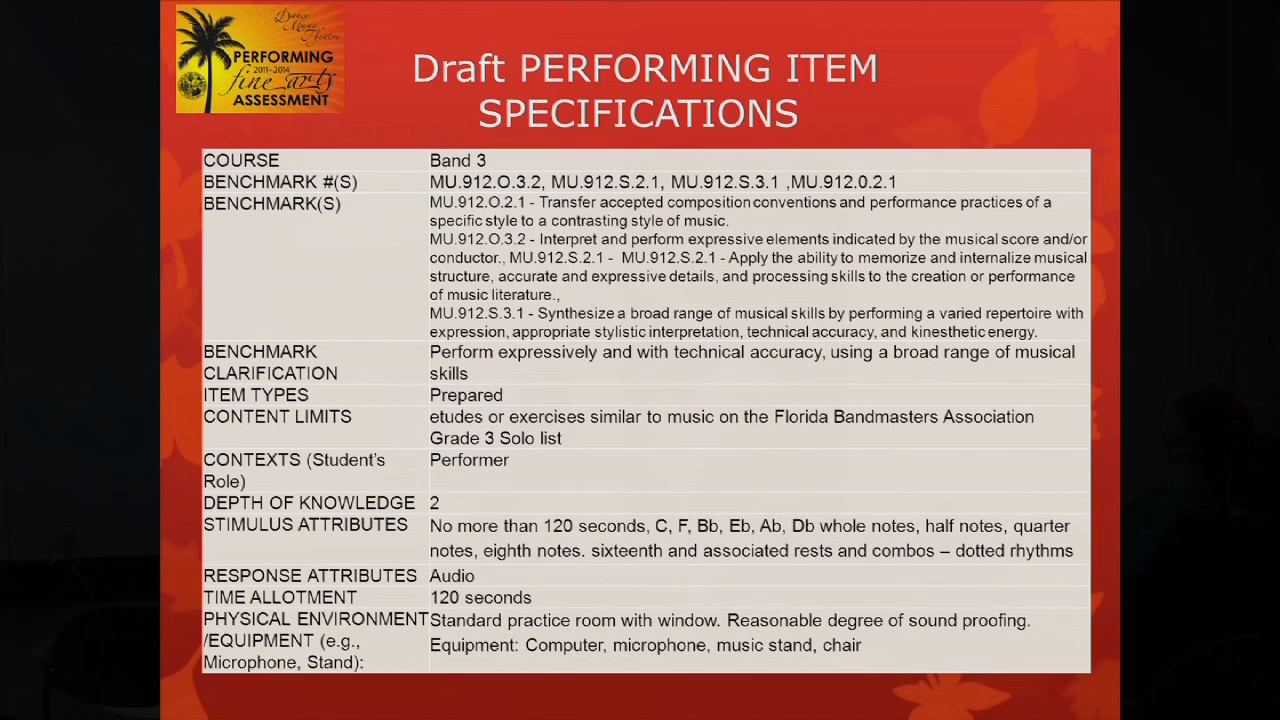 Dance
Music
Theatre
PERFORMING
2011-2014
fine arts
ASSESSMENT
Draft PERFORMING ITEM
SPECIFICATIONS
COURSE Band 3
BENCHMARK #(S) MU.912.O.3.2, MU.912.S.2.1, MU.912.S.3.1 ,MU.912.0.2.1
BENCHMARK(S) MU.912.O.2.1 - Transfer accepted composition conventions and performance practices of a
specific style to a contrasting style of music.
MU.912.O.3.2 - Interpret and perform expressive elements indicated by the musical score and/or
conductor., MU.912.S.2.1 - MU.912.S.2.1 - Apply the ability to memorize and internalize musical
structure, accurate and expressive details, and processing skills to the creation or performance
of music literature.,
MU.912.S.3.1 - Synthesize a broad range of musical skills by performing a varied repertoire with
expression, appropriate stylistic interpretation, technical accuracy, and kinesthetic energy.
BENCHMARK Perform expressively and with technical accuracy, using a broad range of musical
CLARIFICATION skills
ITEM TYPES Prepared
CONTENT LIMITS etudes or exercises similar to music on the Florida Bandmasters Association
Grade 3 Solo list
CONTEXTS (Student's Performer
Role)
DEPTH OF KNOWLEDGE 2
STIMULUS ATTRIBUTES No more than 120 seconds, C, F, Bb, Eb, Ab, Db whole notes, half notes, quarter
notes, eighth notes. sixteenth and associated rests and combos – dotted rhythms
RESPONSE ATTRIBUTES Audio
TIME ALLOTMENT 120 seconds
PHYSICAL ENVIRONMENT Standard practice room with window. Reasonable degree of sound proofing.
/EQUIPMENT (e.g., Equipment: Computer, microphone, music stand, chair
Microphone, Stand):